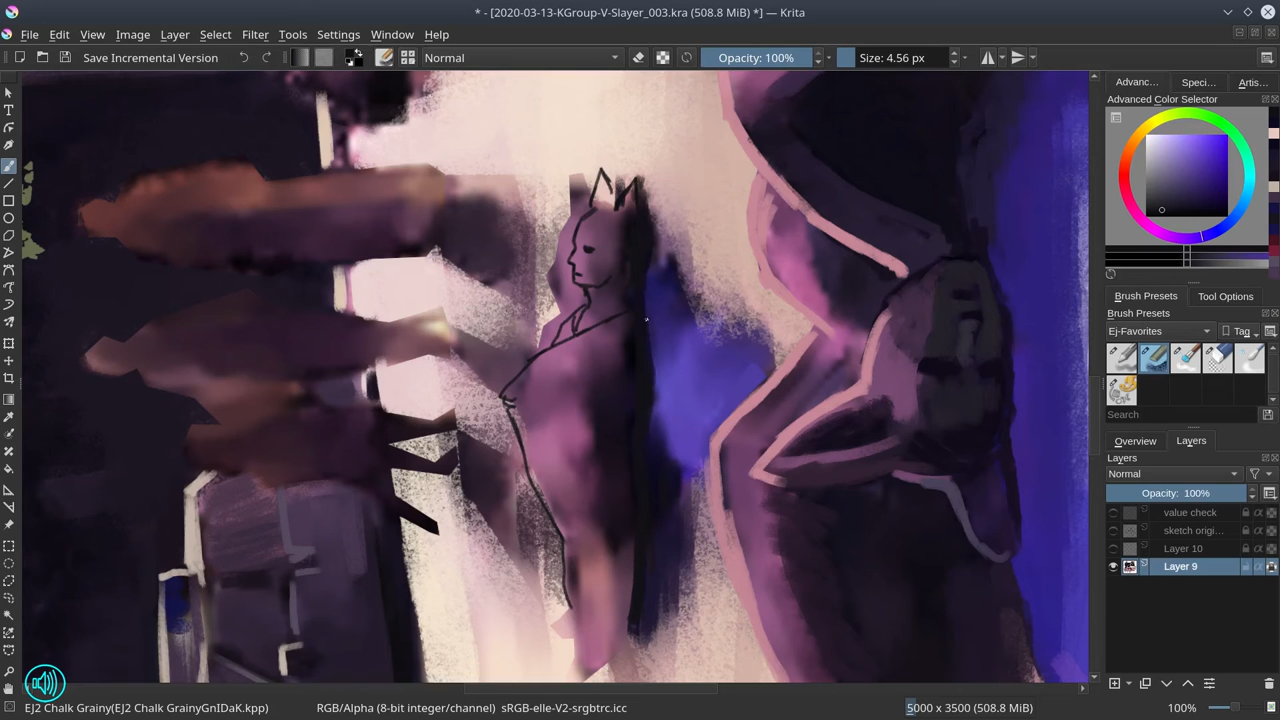 * - [2020-03-13-KGroup-V-Slayer_003.kra (508.8 MiB) *] — Krita
File Edit View Image Layer Select Filter Tools Settings Window Help
Save Incremental Version Normal Opacity: 100% Size: 4.56 px
Advanc... Speci... Artis...
Advanced Color Selector
Brush Presets Tool Options
Brush Presets
Ej-Favorites Tag
Search
Overview Layers
Layers
Normal
Opacity: 100%
value check
sketch origi...
Layer 10
Layer 9
EJ2 Chalk Grainy(EJ2 Chalk GrainyGnIDaK.kpp) RGB/Alpha (8-bit integer/channel) sRGB-elle-V2-srgbtrc.icc 5000 x 3500 (508.8 MiB) 100%